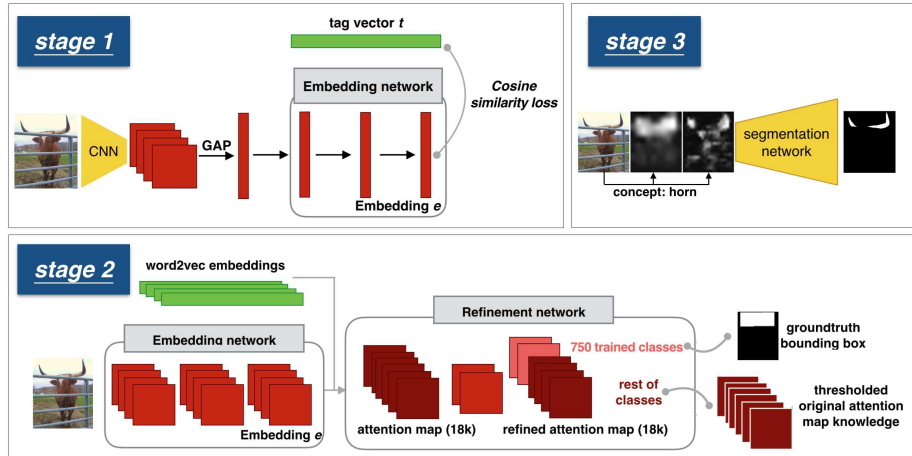 stage 1
tag vector t
Embedding network
Cosine
similarity loss
CNN
GAP
Embedding e
stage 3
segmentation
network
concept: horn
stage 2
word2vec embeddings
Embedding network
Embedding e
Refinement network
750 trained classes
rest of
classes
attention map (18k)
refined attention map (18k)
groundtruth
bounding box
thresholded
original attention
map knowledge